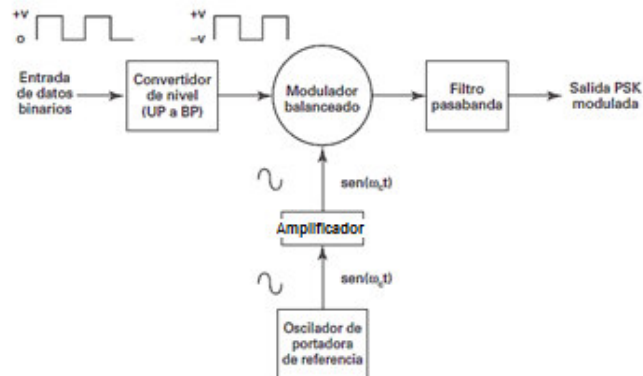 +V
0
+V
−V
Entrada
de datos
binarios
Convertidor
de nivel
(UP a BP)
Modulador
balanceado
Filtro
pasabanda
Salida PSK
modulada
sen(ωct)
Amplificador
sen(ωct)
Oscilador de
portadora
de referencia